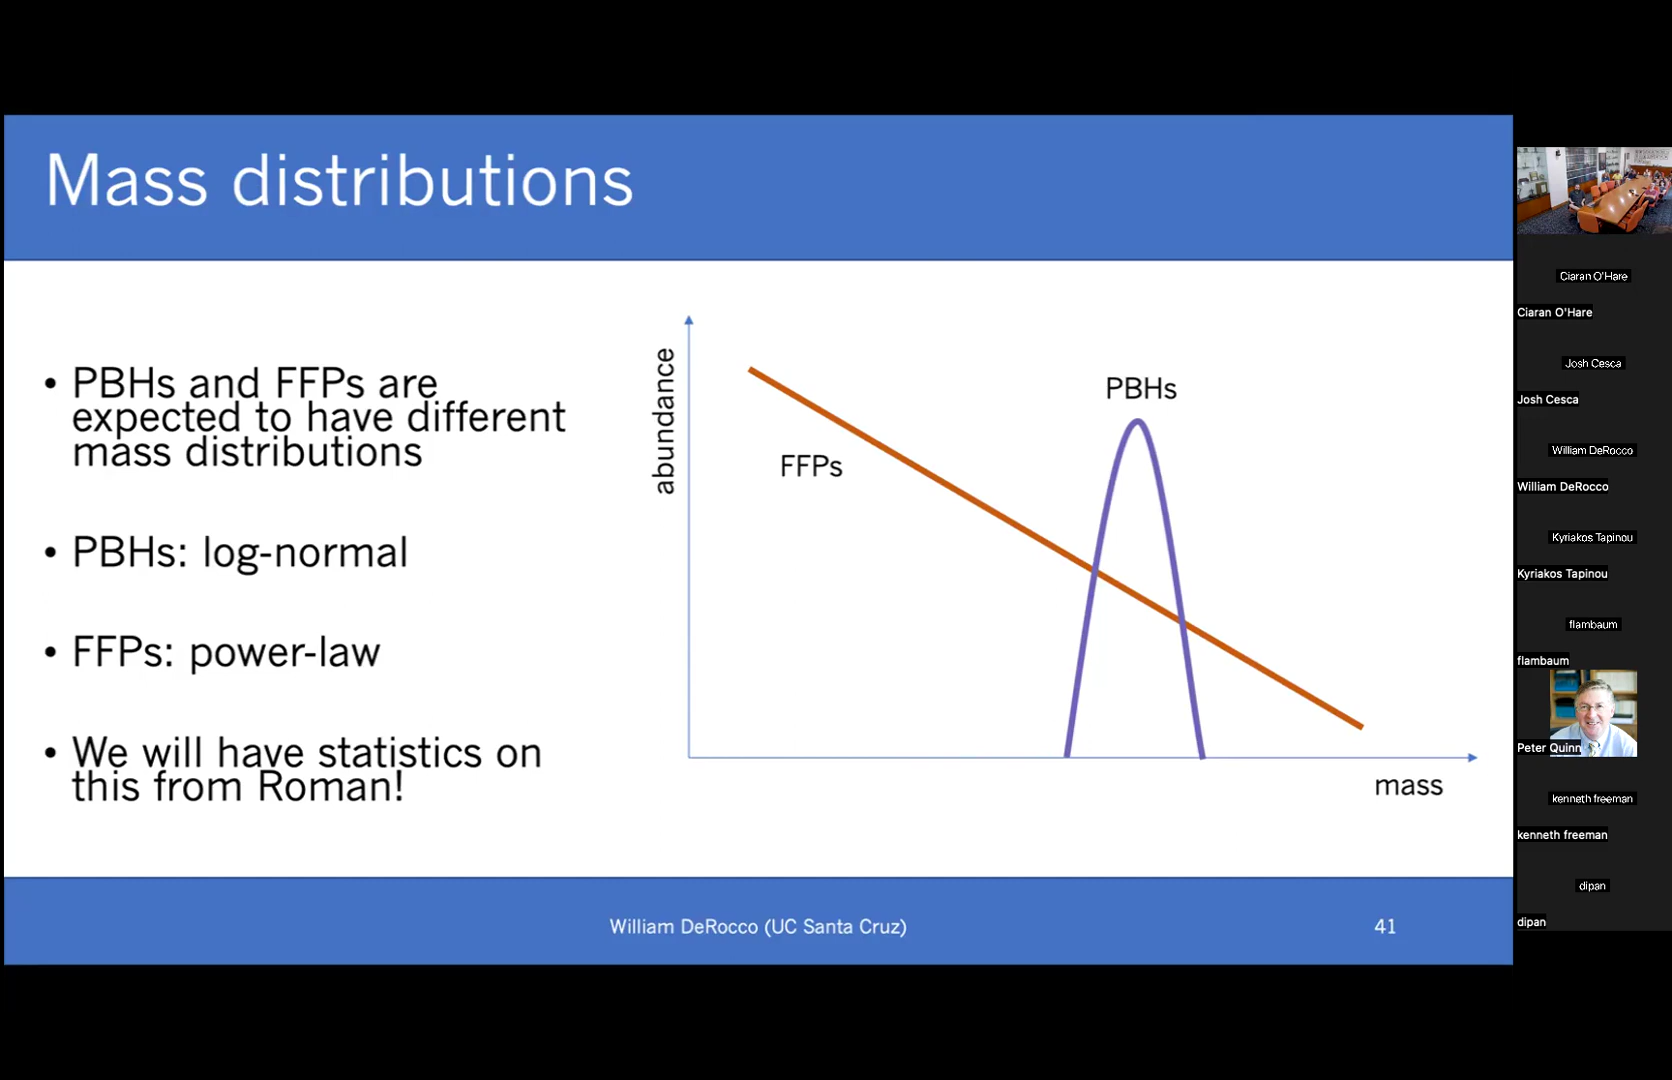 Mass distributions
• PBHs and FFPs are
expected to have different
mass distributions
• PBHs: log-normal
• FFPs: power-law
• We will have statistics on
this from Roman!
abundance
FFPs
PBHs
mass
William DeRocco (UC Santa Cruz)
41
Ciaran O'Hare
Ciaran O'Hare
Josh Cesca
Josh Cesca
William DeRocco
William DeRocco
Kyriakos Tapinou
Kyriakos Tapinou
flambaum
flambaum
Peter Quinn
kenneth freeman
kenneth freeman
dipan
dipan